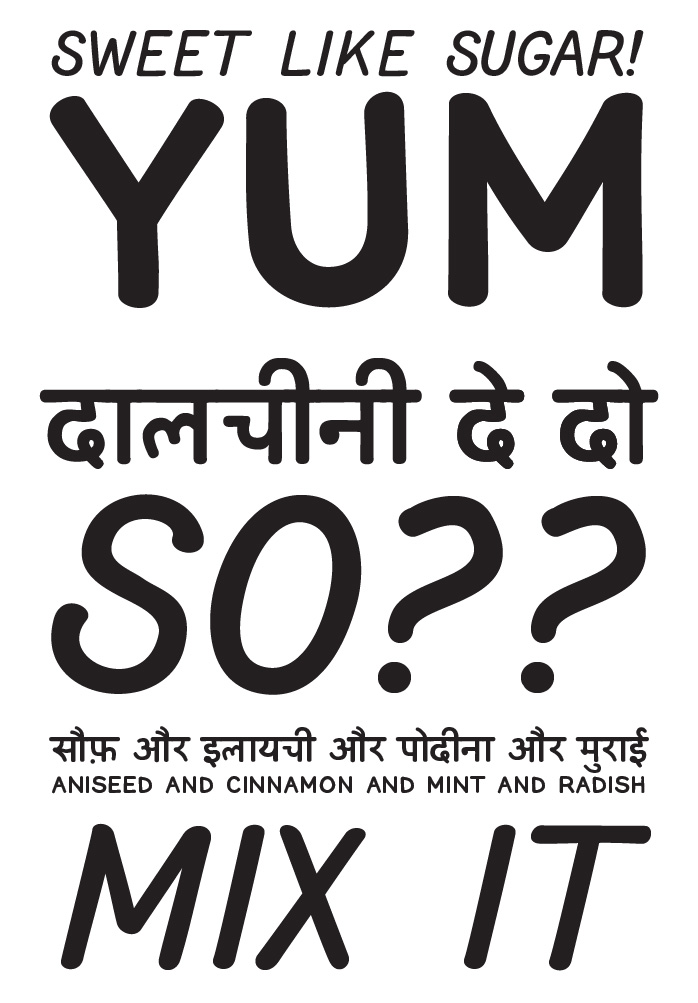 SWEET LIKE SUGAR!
YUM
दालचीनी दे दो
SO??
सौफ़ और इलायची और पोदीना और मुराई
ANISEED AND CINNAMON AND MINT AND RADISH
MIX IT